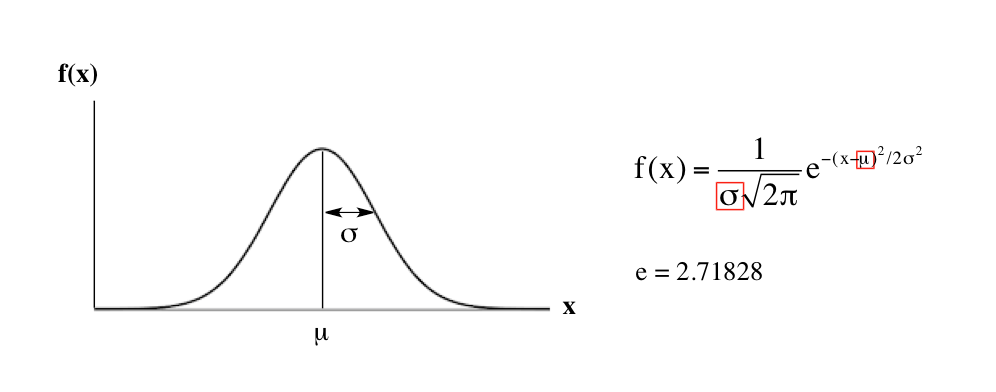 f(x)
σ
μ
x
f(x) = 1/σ√2π e^−(x−μ)²/2σ²
e = 2.71828